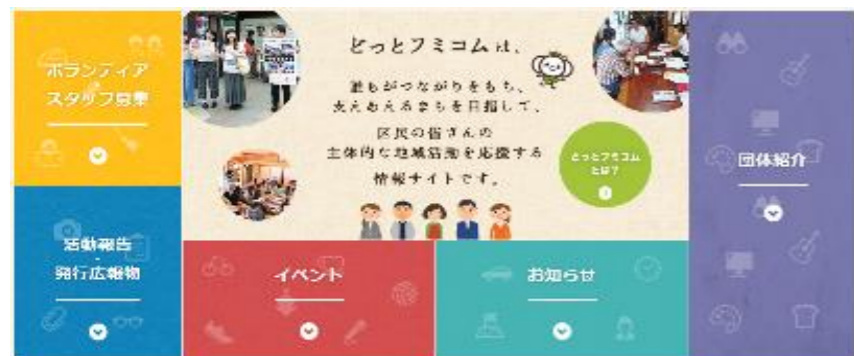 ボランティア
スタッフ募集
活動報告
・
発行広報物
どっとフミコムは、
誰もがつながりをもち、
支えあえるまちを目指して、
区民の皆さんの
主体的な地域活動を応援する
情報サイトです。
どっとフミコム
とは?
イベント
お知らせ
団体紹介